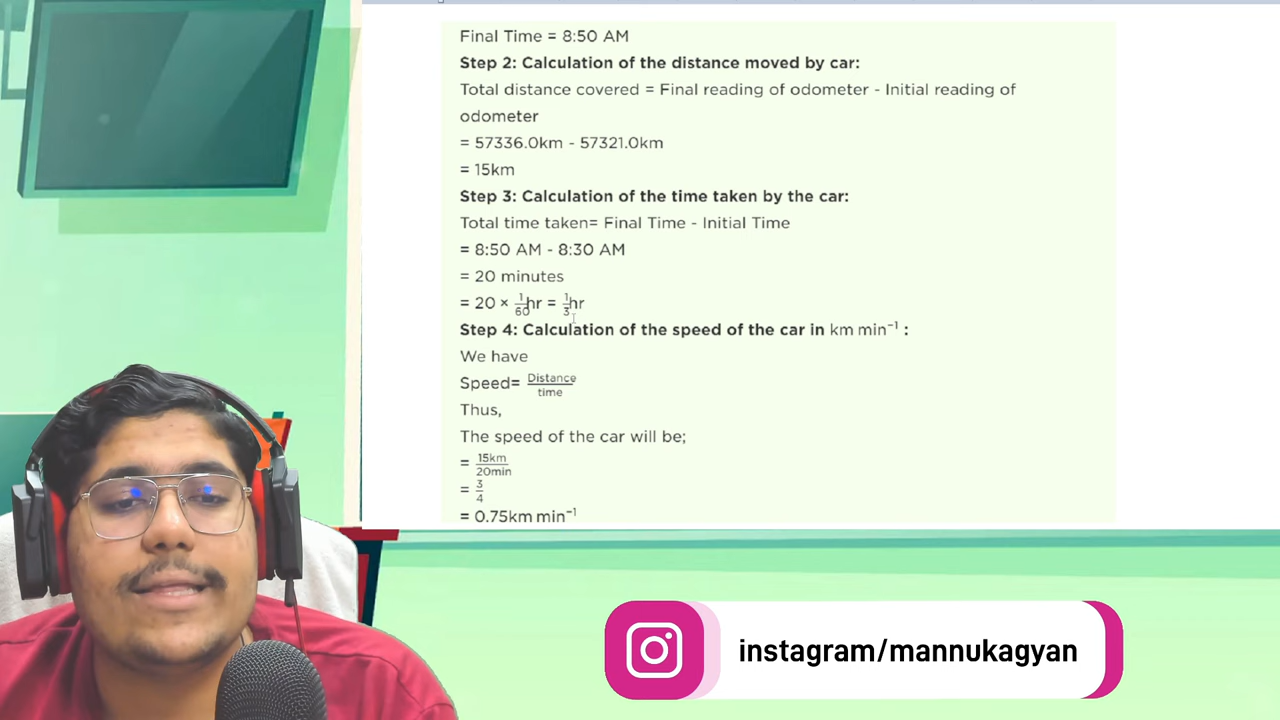 Final Time = 8:50 AM
Step 2: Calculation of the distance moved by car:
Total distance covered = Final reading of odometer - Initial reading of
odometer
= 57336.0km - 57321.0km
= 15km
Step 3: Calculation of the time taken by the car:
Total time taken= Final Time - Initial Time
= 8:50 AM - 8:30 AM
= 20 minutes
= 20 × 1/60 hr = 1/3 hr
Step 4: Calculation of the speed of the car in km min⁻¹ :
We have
Speed= Distance/time
Thus,
The speed of the car will be;
= 15km/20min
= 3/4
= 0.75km min⁻¹
instagram/mannukagyan